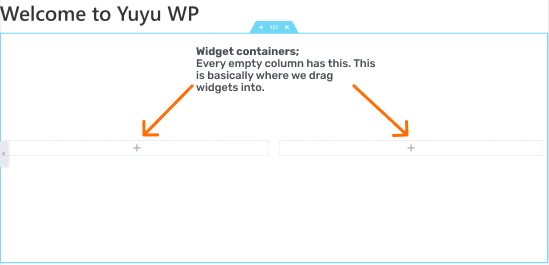 Welcome to Yuyu WP
Widget containers;
Every empty column has this. This
is basically where we drag
widgets into.